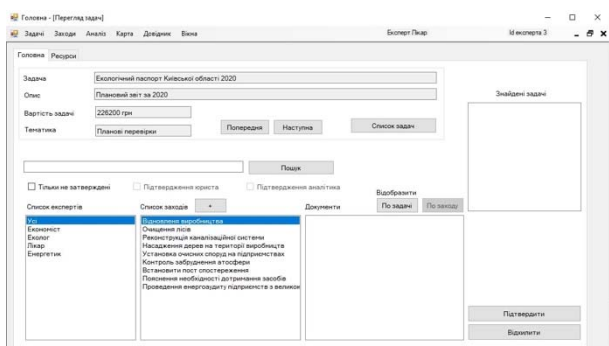 Головна - [Перегляд задач]
Задачі Заходи Аналіз Карта Довідник Вікна Експерт Лікар Id експерта 3
Головна Ресурси
Задача Екологічний паспорт Київської області 2020
Опис Плановий звіт за 2020
Вартість задачі 226200 грн
Тематика Планові перевірки Попередня Наступна Список задач
Знайдені задачі
Пошук
Тільки не затверджені Підтвердження юриста Підтвердження аналітика
Відобразити
Список експертів Список заходів + Документи По задачі По заходу
Усі
Економіст
Еколог
Лікар
Енергетик
Відновлення виробництва
Очищення лісів
Реконструкція каналізаційної системи
Насадження дерев на території виробництв
Установка очисних споруд на підприємствах
Контроль забруднення атосфери
Встановити пост спостереження
Пояснення необхідності дотримання засобів
Проведення енергоаудиту підприємств з великок
Підтвердити
Відхилити